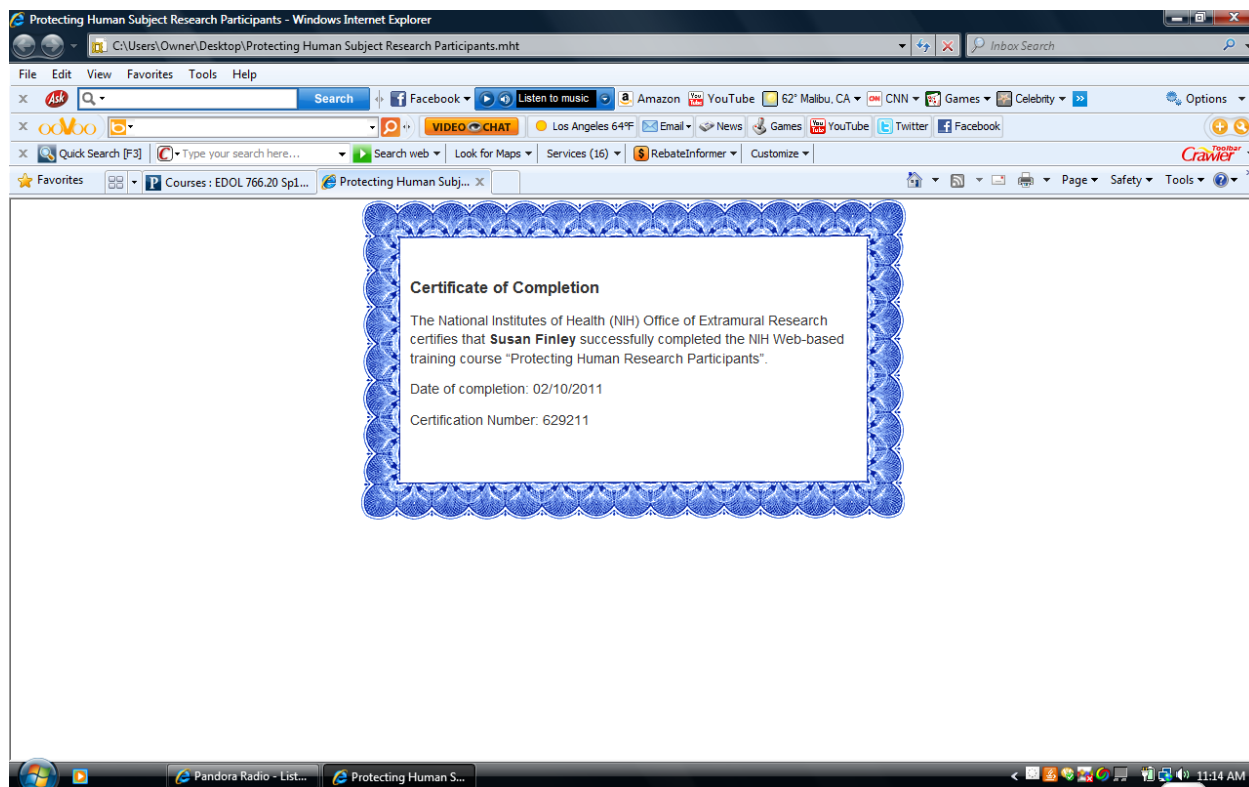 Protecting Human Subject Research Participants - Windows Internet Explorer
C:\Users\Owner\Desktop\Protecting Human Subject Research Participants.mht Inbox Search
File Edit View Favorites Tools Help
x Ask Search Facebook Listen to music Amazon YouTube 62° Malibu, CA CNN Games Celebrity Options
x ooVoo VIDEO CHAT Los Angeles 64°F Email News Games YouTube Twitter Facebook
x Quick Search [F3] Type your search here... Search web Look for Maps Services (16) RebateInformer Customize Crawler Toolbar
Favorites Courses : EDOL 766.20 Sp1... Protecting Human Subj... x Page Safety Tools
Certificate of Completion
The National Institutes of Health (NIH) Office of Extramural Research
certifies that Susan Finley successfully completed the NIH Web-based
training course “Protecting Human Research Participants”.
Date of completion: 02/10/2011
Certification Number: 629211
Pandora Radio - List... Protecting Human S... 11:14 AM